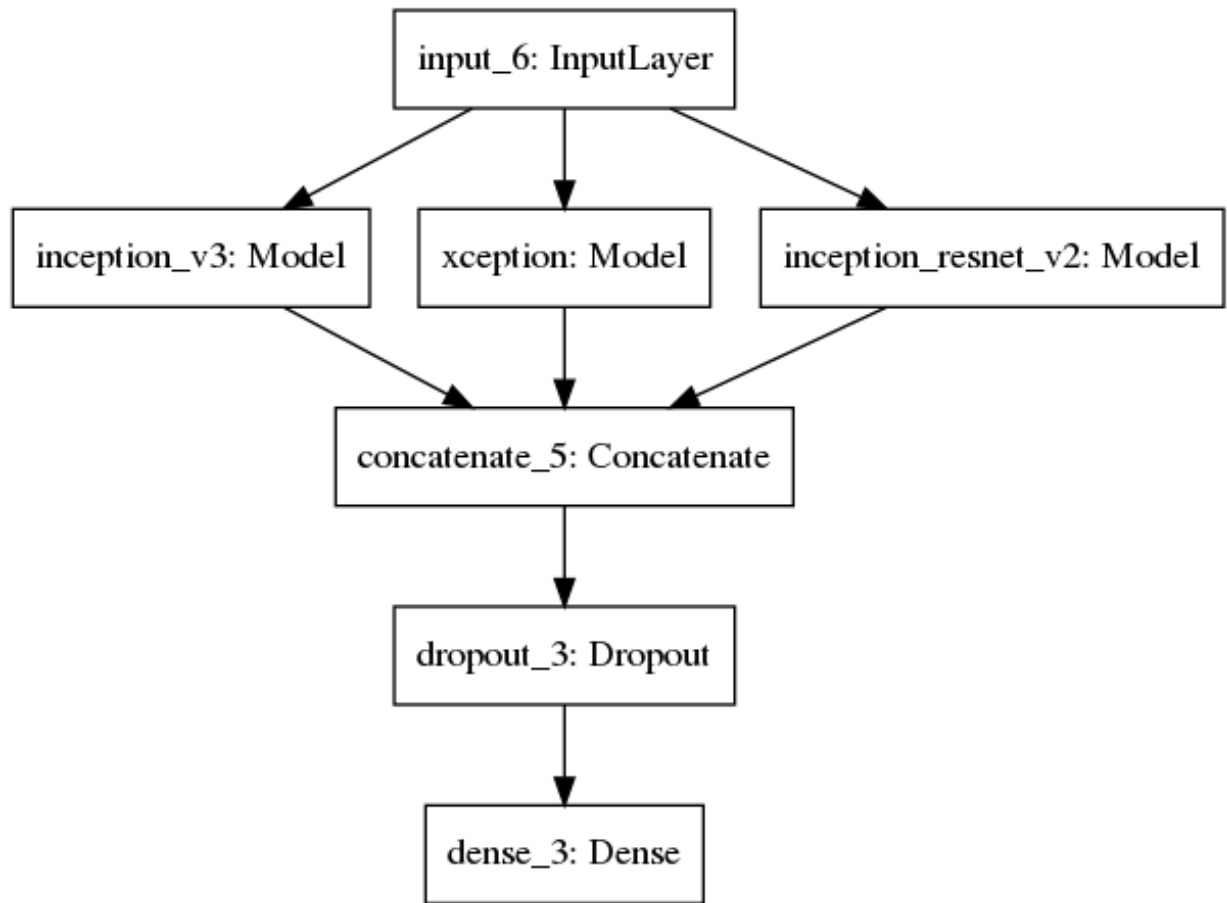 input_6: InputLayer
inception_v3: Model
xception: Model
inception_resnet_v2: Model
concatenate_5: Concatenate
dropout_3: Dropout
dense_3: Dense